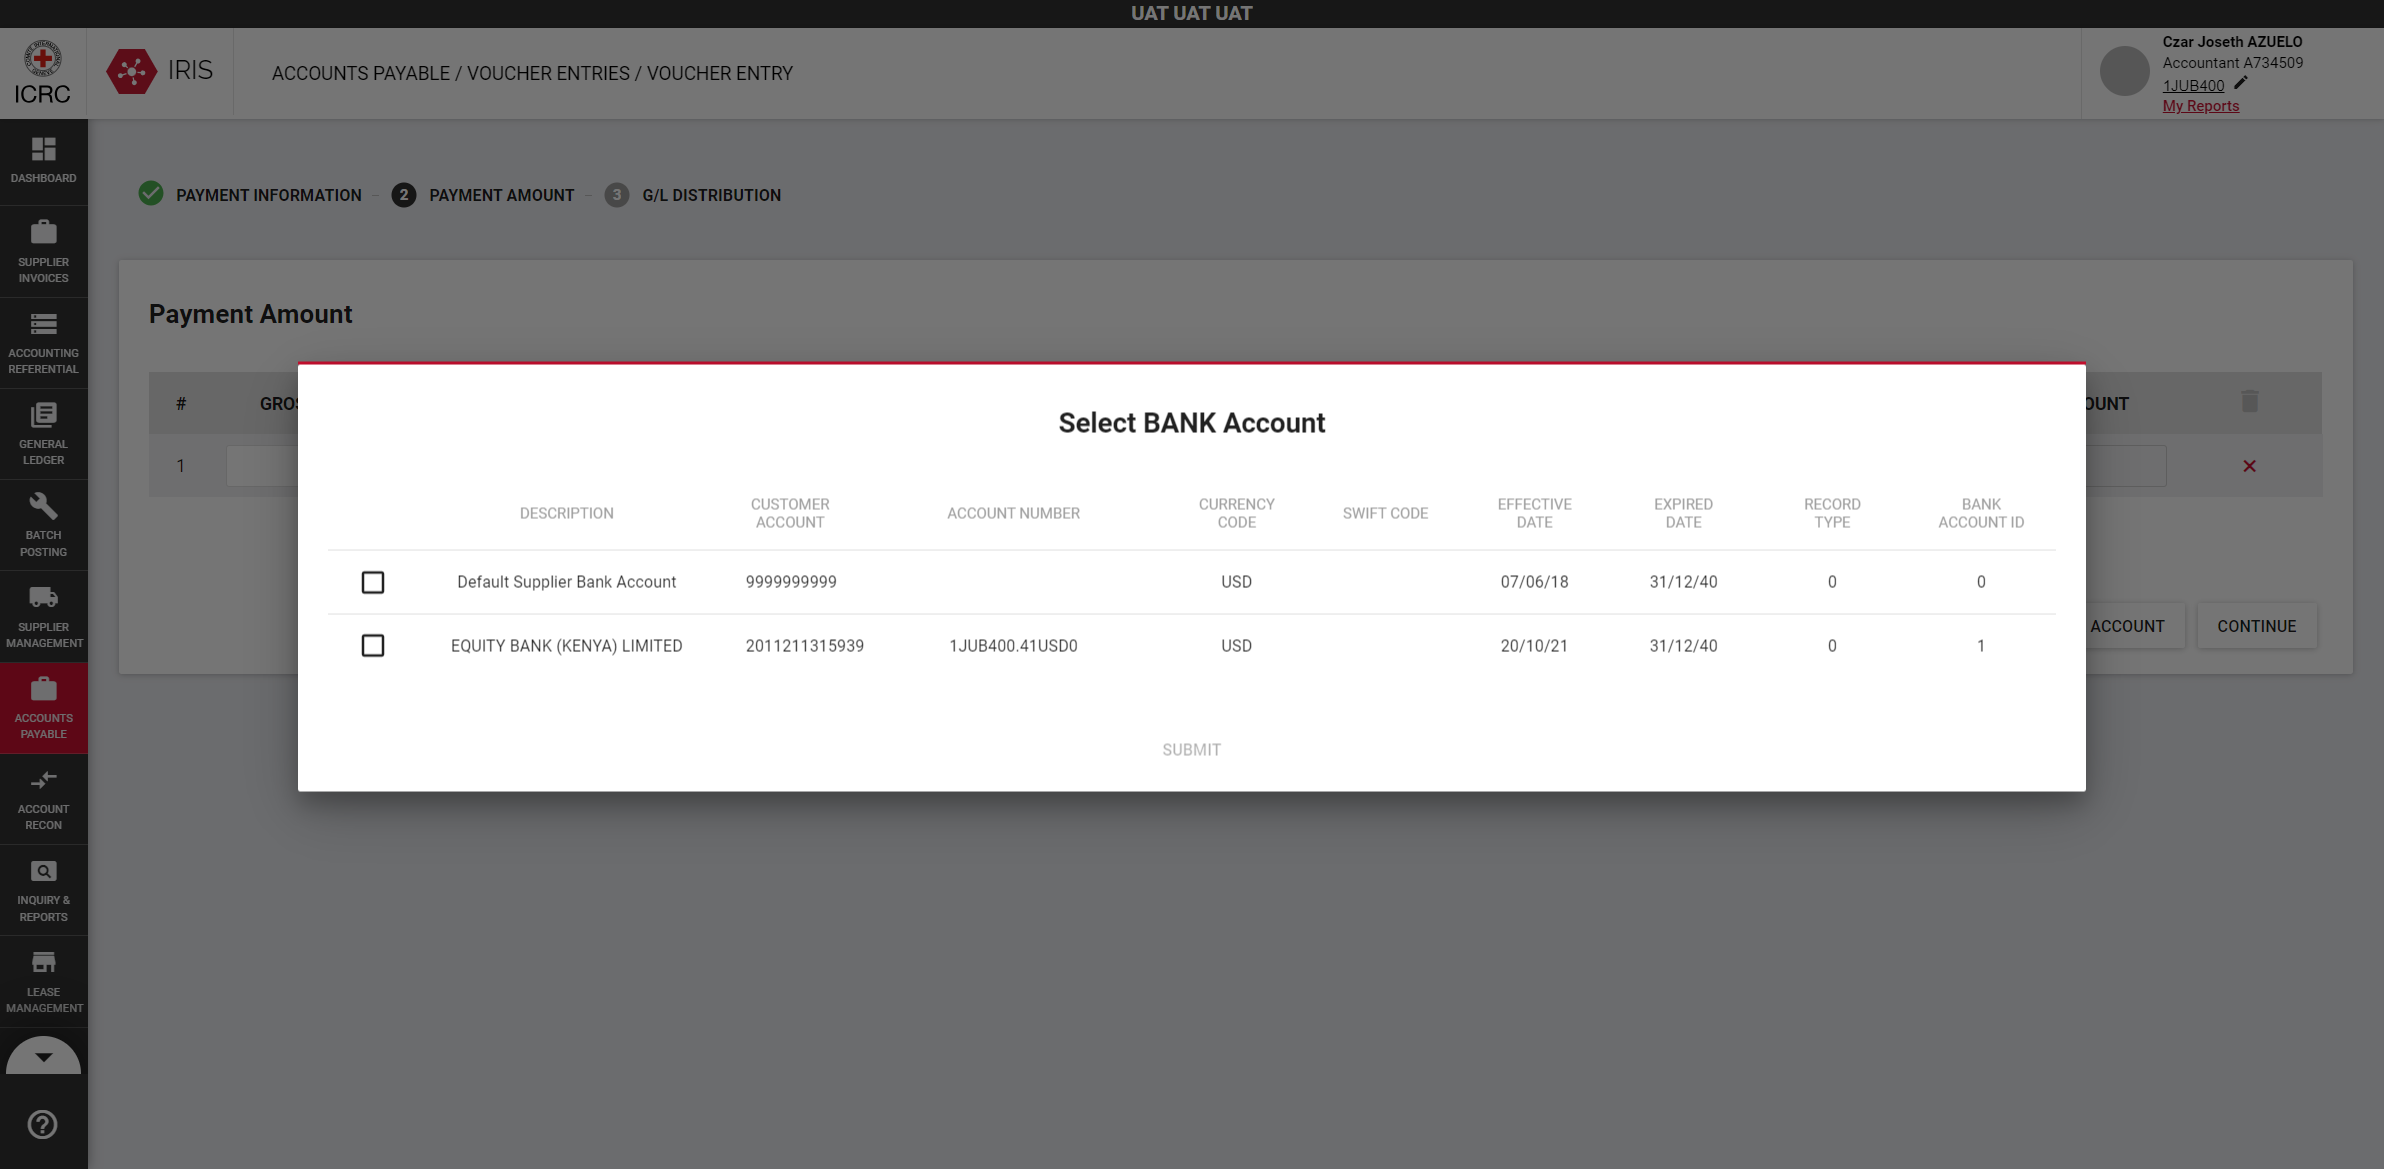 UAT UAT UAT
ICRC
IRIS
ACCOUNTS PAYABLE / VOUCHER ENTRIES / VOUCHER ENTRY
Czar Joseth AZUELO
Accountant A734509
1JUB400
My Reports
DASHBOARD
SUPPLIER
INVOICES
ACCOUNTING
REFERENTIAL
GENERAL
LEDGER
BATCH
POSTING
SUPPLIER
MANAGEMENT
ACCOUNTS
PAYABLE
ACCOUNT
RECON
INQUIRY &
REPORTS
LEASE
MANAGEMENT
PAYMENT INFORMATION - 2 PAYMENT AMOUNT - 3 G/L DISTRIBUTION
Payment Amount
# GROS OUNT
1
Select BANK Account
DESCRIPTION CUSTOMER ACCOUNT ACCOUNT NUMBER CURRENCY CODE SWIFT CODE EFFECTIVE DATE EXPIRED DATE RECORD TYPE BANK ACCOUNT ID
Default Supplier Bank Account 9999999999 USD 07/06/18 31/12/40 0 0
EQUITY BANK (KENYA) LIMITED 2011211315939 1JUB400.41USD0 USD 20/10/21 31/12/40 0 1
SUBMIT
ACCOUNT CONTINUE